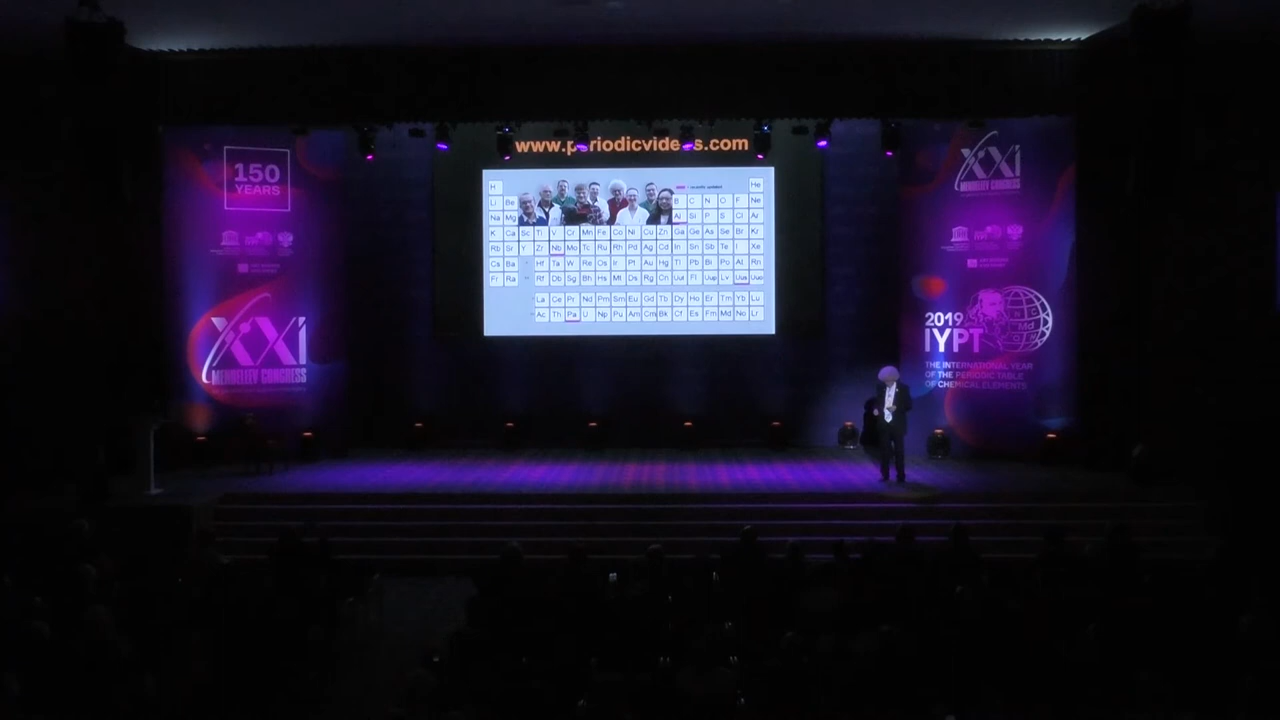 www.periodicvideos.com
150
YEARS
XXI
MENDELEEV CONGRESS
H He
Li Be B C N O F Ne
Na Mg Al Si P S Cl Ar
K Ca Sc Ti V Cr Mn Fe Co Ni Cu Zn Ga Ge As Se Br Kr
Rb Sr Y Zr Nb Mo Tc Ru Rh Pd Ag Cd In Sn Sb Te I Xe
Cs Ba Hf Ta W Re Os Ir Pt Au Hg Tl Pb Bi Po At Rn
Fr Ra Rf Db Sg Bh Hs Mt Ds Rg Cn Uut Fl Uup Lv Uus Uuo
La Ce Pr Nd Pm Sm Eu Gd Tb Dy Ho Er Tm Yb Lu
Ac Th Pa U Np Pu Am Cm Bk Cf Es Fm Md No Lr
XXI
MENDELEEV CONGRESS
2019
IYPT
Md
THE INTERNATIONAL YEAR
OF THE PERIODIC TABLE
OF CHEMICAL ELEMENTS